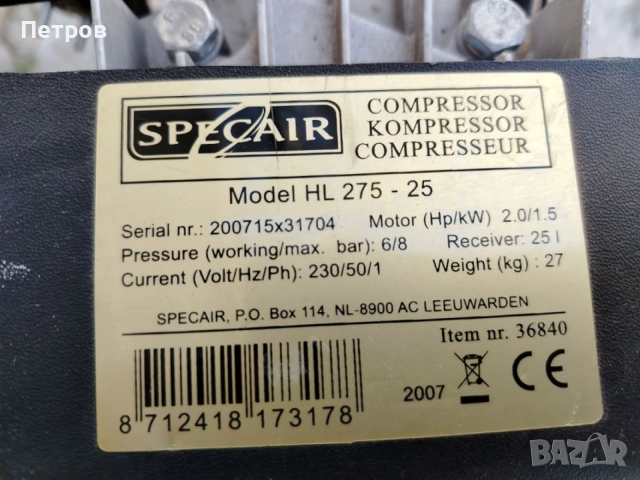 Петров
SPECAIR
COMPRESSOR
KOMPRESSOR
COMPRESSEUR
Model HL 275 - 25
Serial nr.: 200715x31704 Motor (Hp/kW) 2.0/1.5
Pressure (working/max. bar): 6/8 Receiver: 25 l
Current (Volt/Hz/Ph): 230/50/1 Weight (kg) : 27
SPECAIR, P.O. Box 114, NL-8900 AC LEEUWARDEN
Item nr. 36840
2007 CE
8 712418 173178
BAZAR